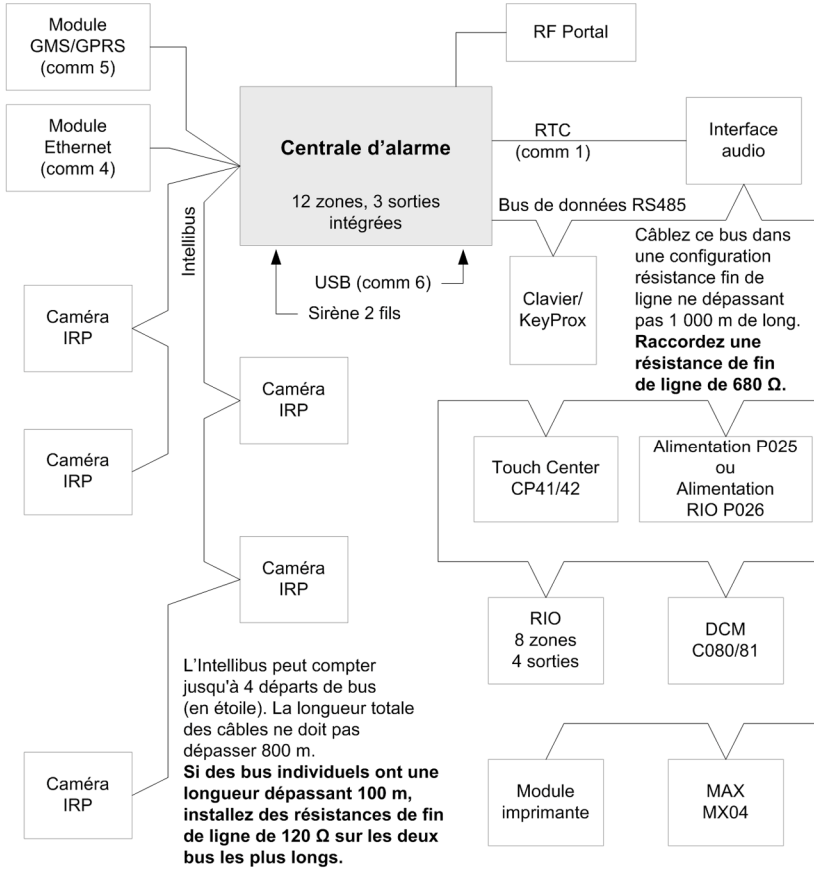 Module
GMS/GPRS
(comm 5)
RF Portal
Module
Ethernet
(comm 4)
Centrale d'alarme
12 zones, 3 sorties
intégrées
RTC
(comm 1)
Interface
audio
Intellibus
Bus de données RS485
USB (comm 6)
Sirène 2 fils
Clavier/
KeyProx
Câblez ce bus dans
une configuration
résistance fin de
ligne ne dépassant
pas 1 000 m de long.
Raccordez une
résistance de fin
de ligne de 680 Ω.
Caméra
IRP
Caméra
IRP
Caméra
IRP
Touch Center
CP41/42
Alimentation P025
ou
Alimentation
RIO P026
Caméra
IRP
RIO
8 zones
4 sorties
DCM
C080/81
L'Intellibus peut compter
jusqu'à 4 départs de bus
(en étoile). La longueur totale
des câbles ne doit pas
dépasser 800 m.
Si des bus individuels ont une
longueur dépassant 100 m,
installez des résistances de fin
de ligne de 120 Ω sur les deux
bus les plus longs.
Caméra
IRP
Module
imprimante
MAX
MX04